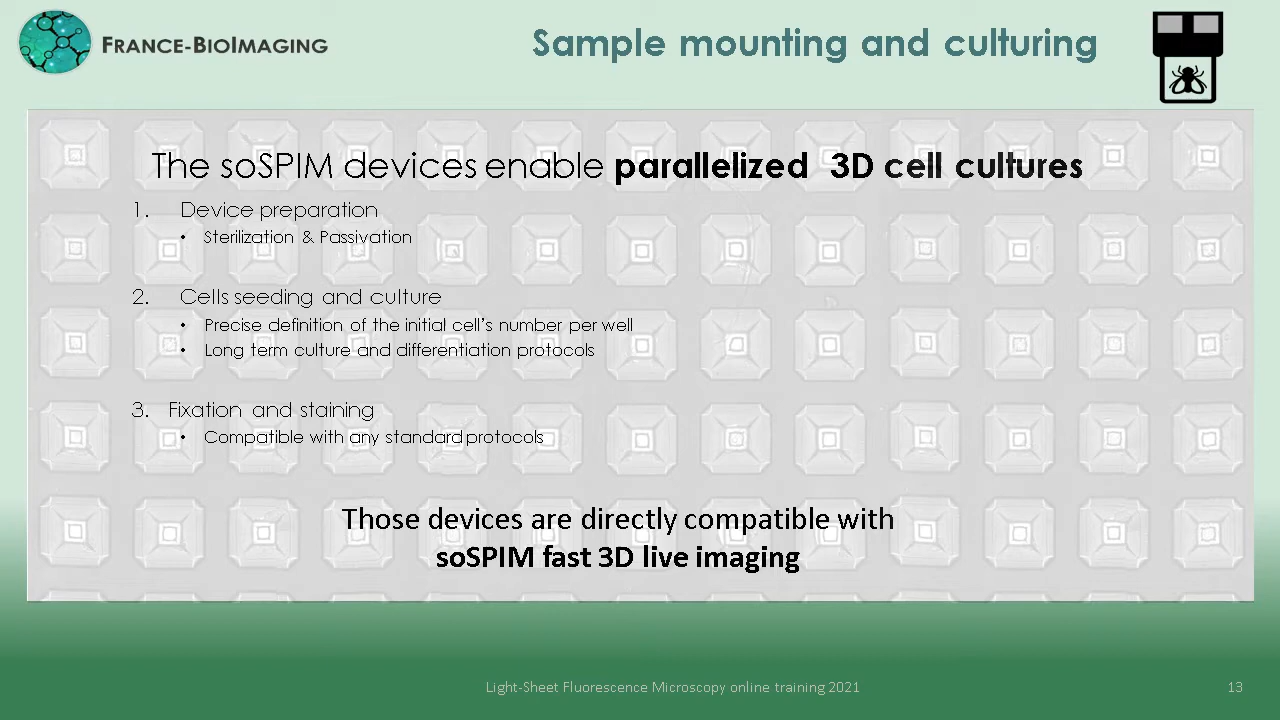 FRANCE-BIOIMAGING
Sample mounting and culturing
The soSPIM devices enable parallelized 3D cell cultures
1. Device preparation
• Sterilization & Passivation
2. Cells seeding and culture
• Precise definition of the initial cell's number per well
• Long term culture and differentiation protocols
3. Fixation and staining
• Compatible with any standard protocols
Those devices are directly compatible with
soSPIM fast 3D live imaging
Light-Sheet Fluorescence Microscopy online training 2021
13